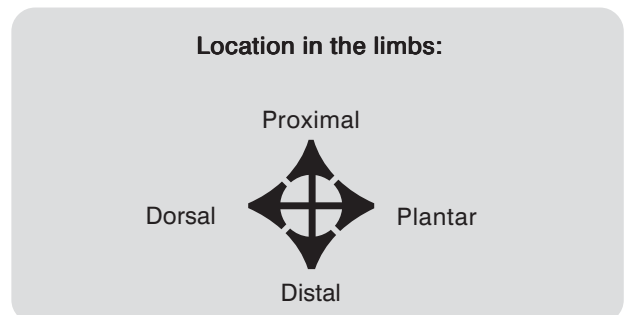 Location in the limbs:
Proximal
Dorsal Plantar
Distal